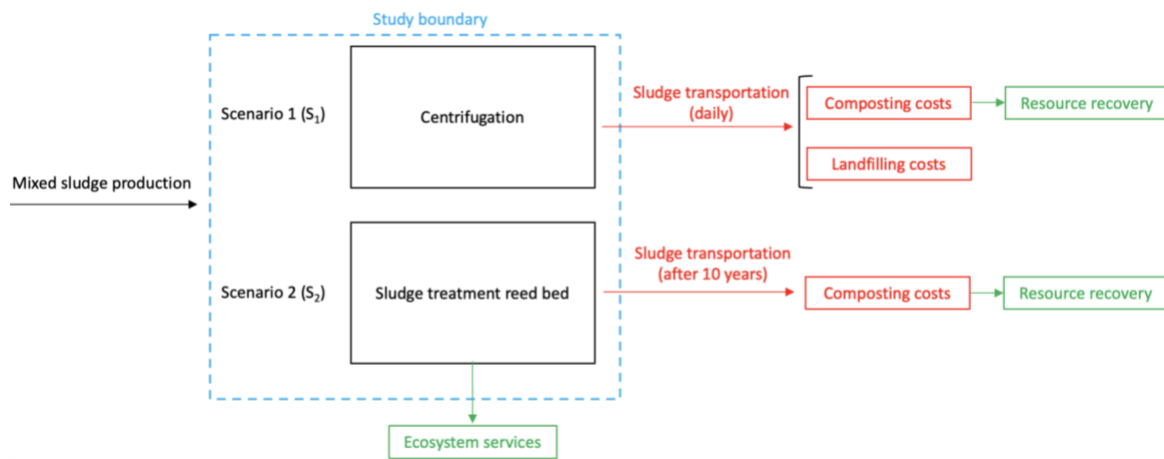 Study boundary
Scenario 1 (S₁)
Centrifugation
Sludge transportation
(daily)
Composting costs
Resource recovery
Landfilling costs
Mixed sludge production
Scenario 2 (S₂)
Sludge treatment reed bed
Sludge transportation
(after 10 years)
Composting costs
Resource recovery
Ecosystem services